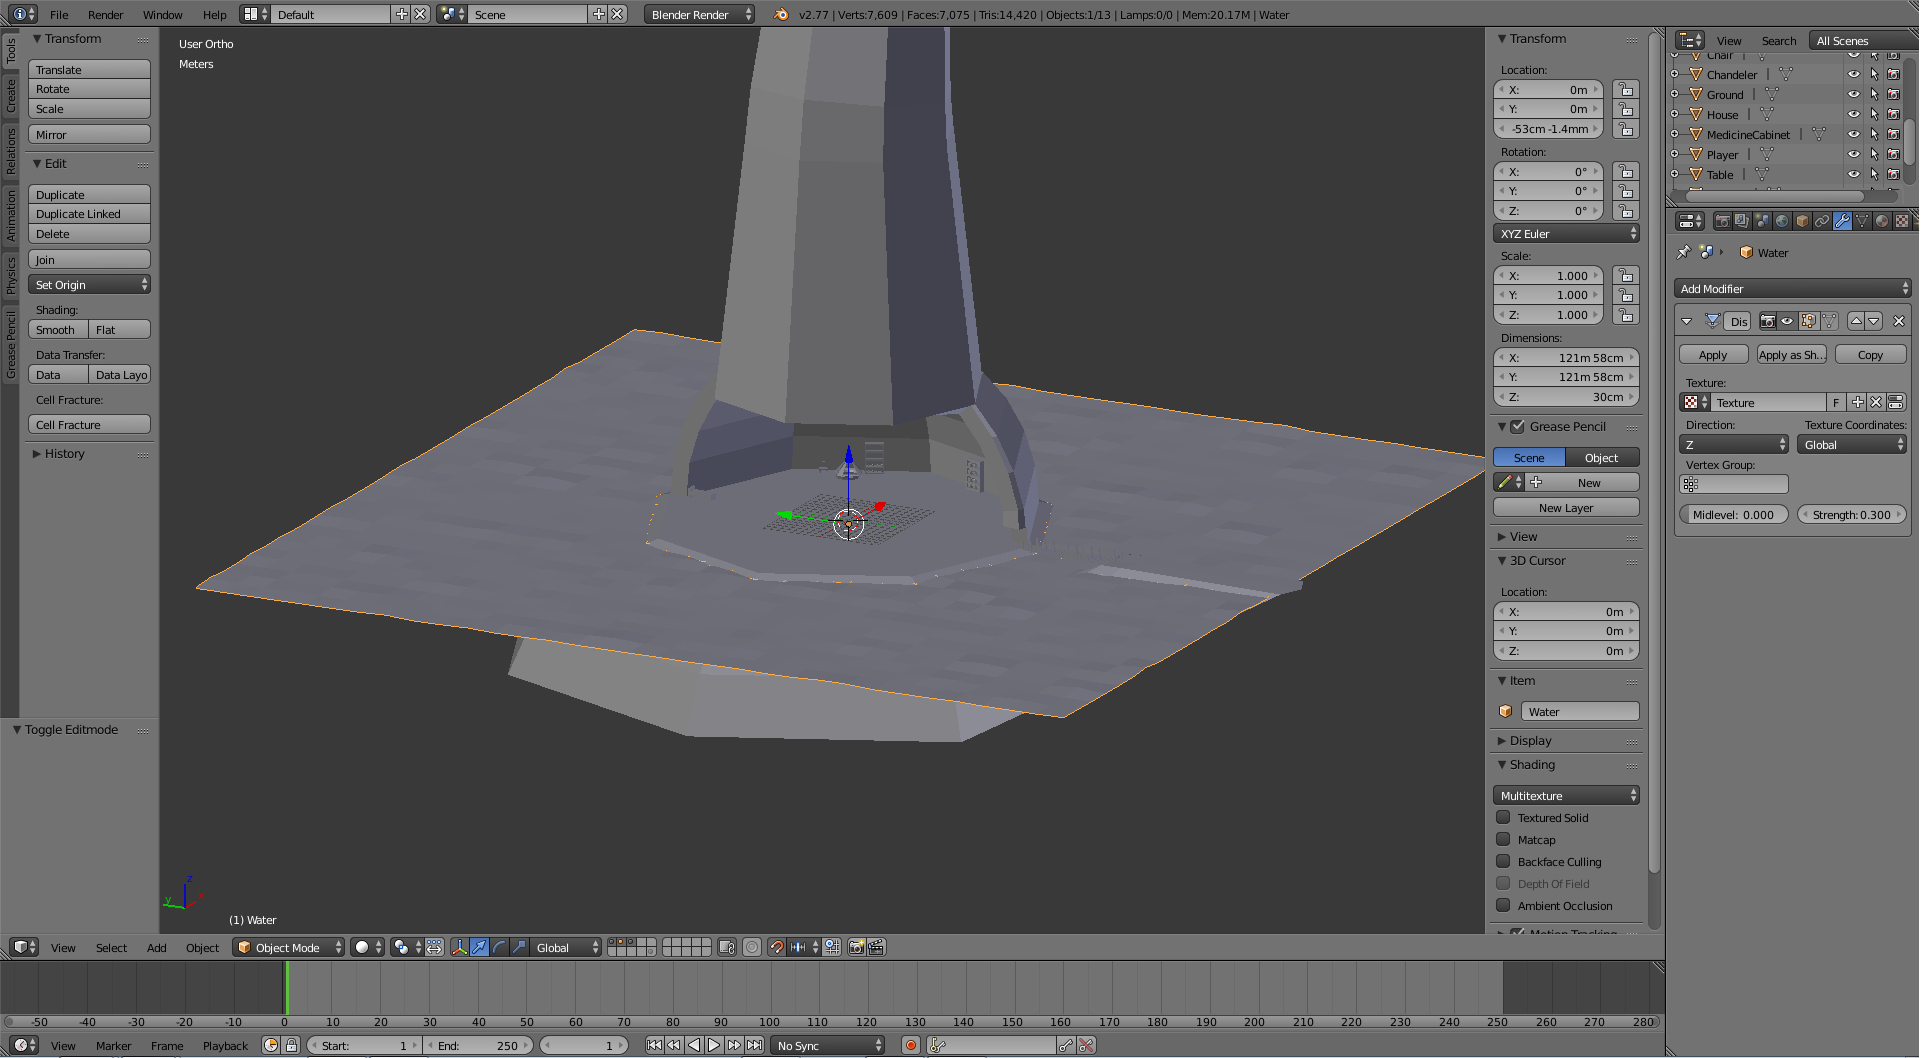 File Render Window Help Default Scene Blender Render v2.77 | Verts:7,609 | Faces:7,075 | Tris:14,420 | Objects:1/13 | Lamps:0/0 | Mem:20.17M | Water
Tools
Create
Relations
Animation
Physics
Grease Pencil
Transform
Translate
Rotate
Scale
Mirror
Edit
Duplicate
Duplicate Linked
Delete
Join
Set Origin
Shading:
Smooth Flat
Data Transfer:
Data Data Layo
Cell Fracture:
Cell Fracture
History
Toggle Editmode
User Ortho
Meters
z
y
x
(1) Water
Transform
Location:
X: 0m
Y: 0m
-53cm -1.4mm
Rotation:
X: 0°
Y: 0°
Z: 0°
XYZ Euler
Scale:
X: 1.000
Y: 1.000
Z: 1.000
Dimensions:
X: 121m 58cm
Y: 121m 58cm
Z: 30cm
Grease Pencil
Scene Object
New
New Layer
View
3D Cursor
Location:
X: 0m
Y: 0m
Z: 0m
Item
Water
Display
Shading
Multitexture
Textured Solid
Matcap
Backface Culling
Depth Of Field
Ambient Occlusion
Motion Tracking
View Search All Scenes
Chair
Chandeler
Ground
House
MedicineCabinet
Player
Table
Water
Add Modifier
Dis
Apply Apply as Sh... Copy
Texture:
Texture F
Direction: Texture Coordinates:
Z Global
Vertex Group:
Midlevel: 0.000 Strength: 0.300
View Select Add Object Object Mode Global
-50 -40 -30 -20 -10 0 10 20 30 40 50 60 70 80 90 100 110 120 130 140 150 160 170 180 190 200 210 220 230 240 250 260 270 280
View Marker Frame Playback Start: 1 End: 250 1 No Sync